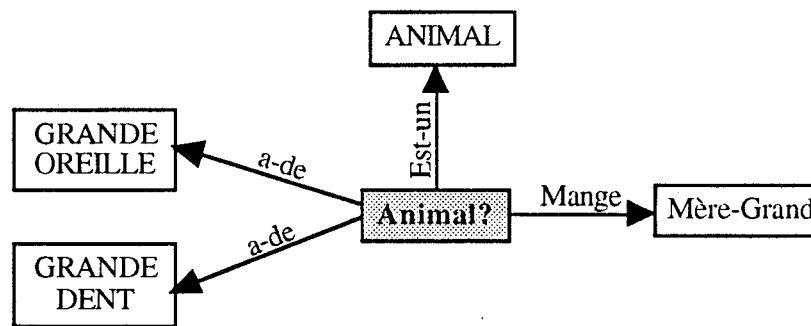 ANIMAL
GRANDE
OREILLE
a-de
Est-un
Animal?
Mange
Mère-Grand
a-de
GRANDE
DENT